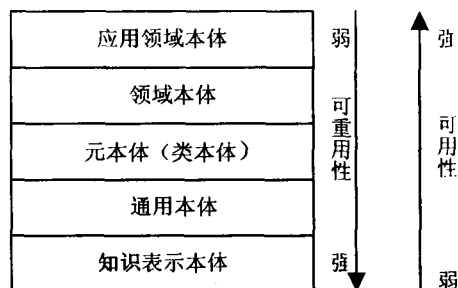 应用领域本体
领域本体
元本体（类本体）
通用本体
知识表示本体
弱
可重用性
强
强
可用性
弱